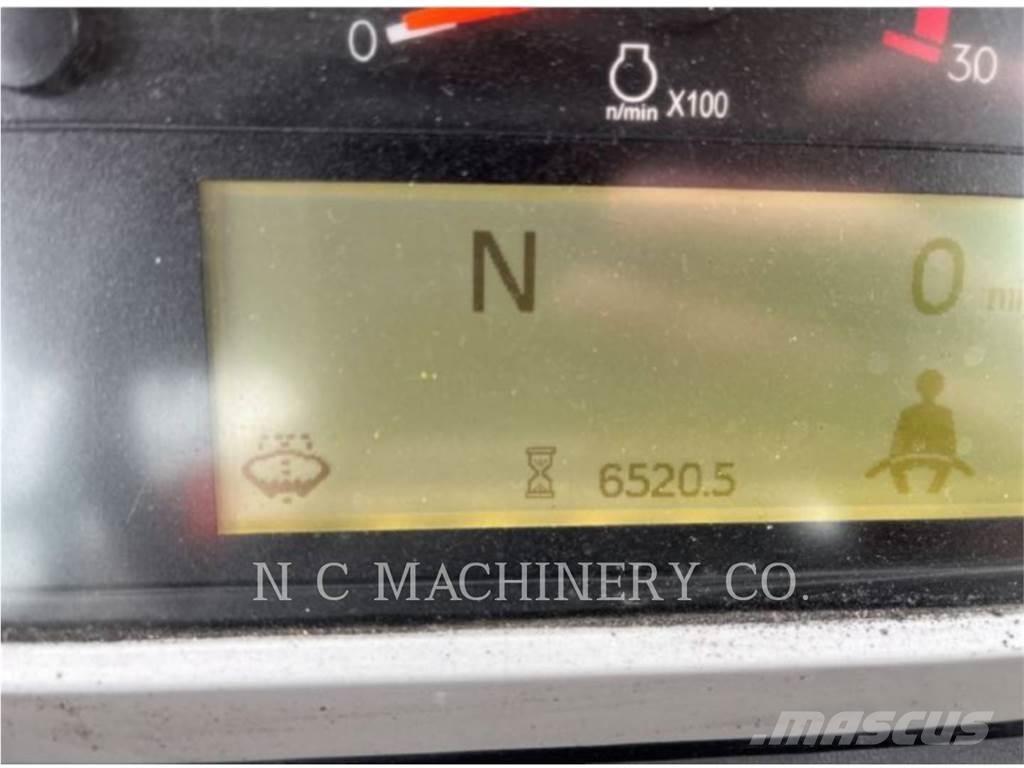 0
n/min X100
30
N 0
6520.5
N C MACHINERY CO.
MASCUS